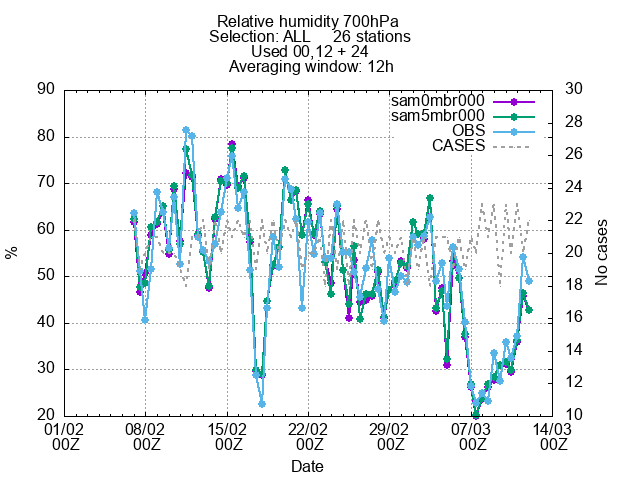 Relative humidity 700hPa
Selection: ALL     26 stations
Used 00,12 + 24
Averaging window: 12h
90 30
80 28
70 26
60 24
50 22
40 20
30 18
20 16
14
12
10
%
No cases
sam0mbr000
sam5mbr000
OBS
CASES
01/02 08/02 15/02 22/02 29/02 07/03 14/03
00Z 00Z 00Z 00Z 00Z 00Z 00Z
Date